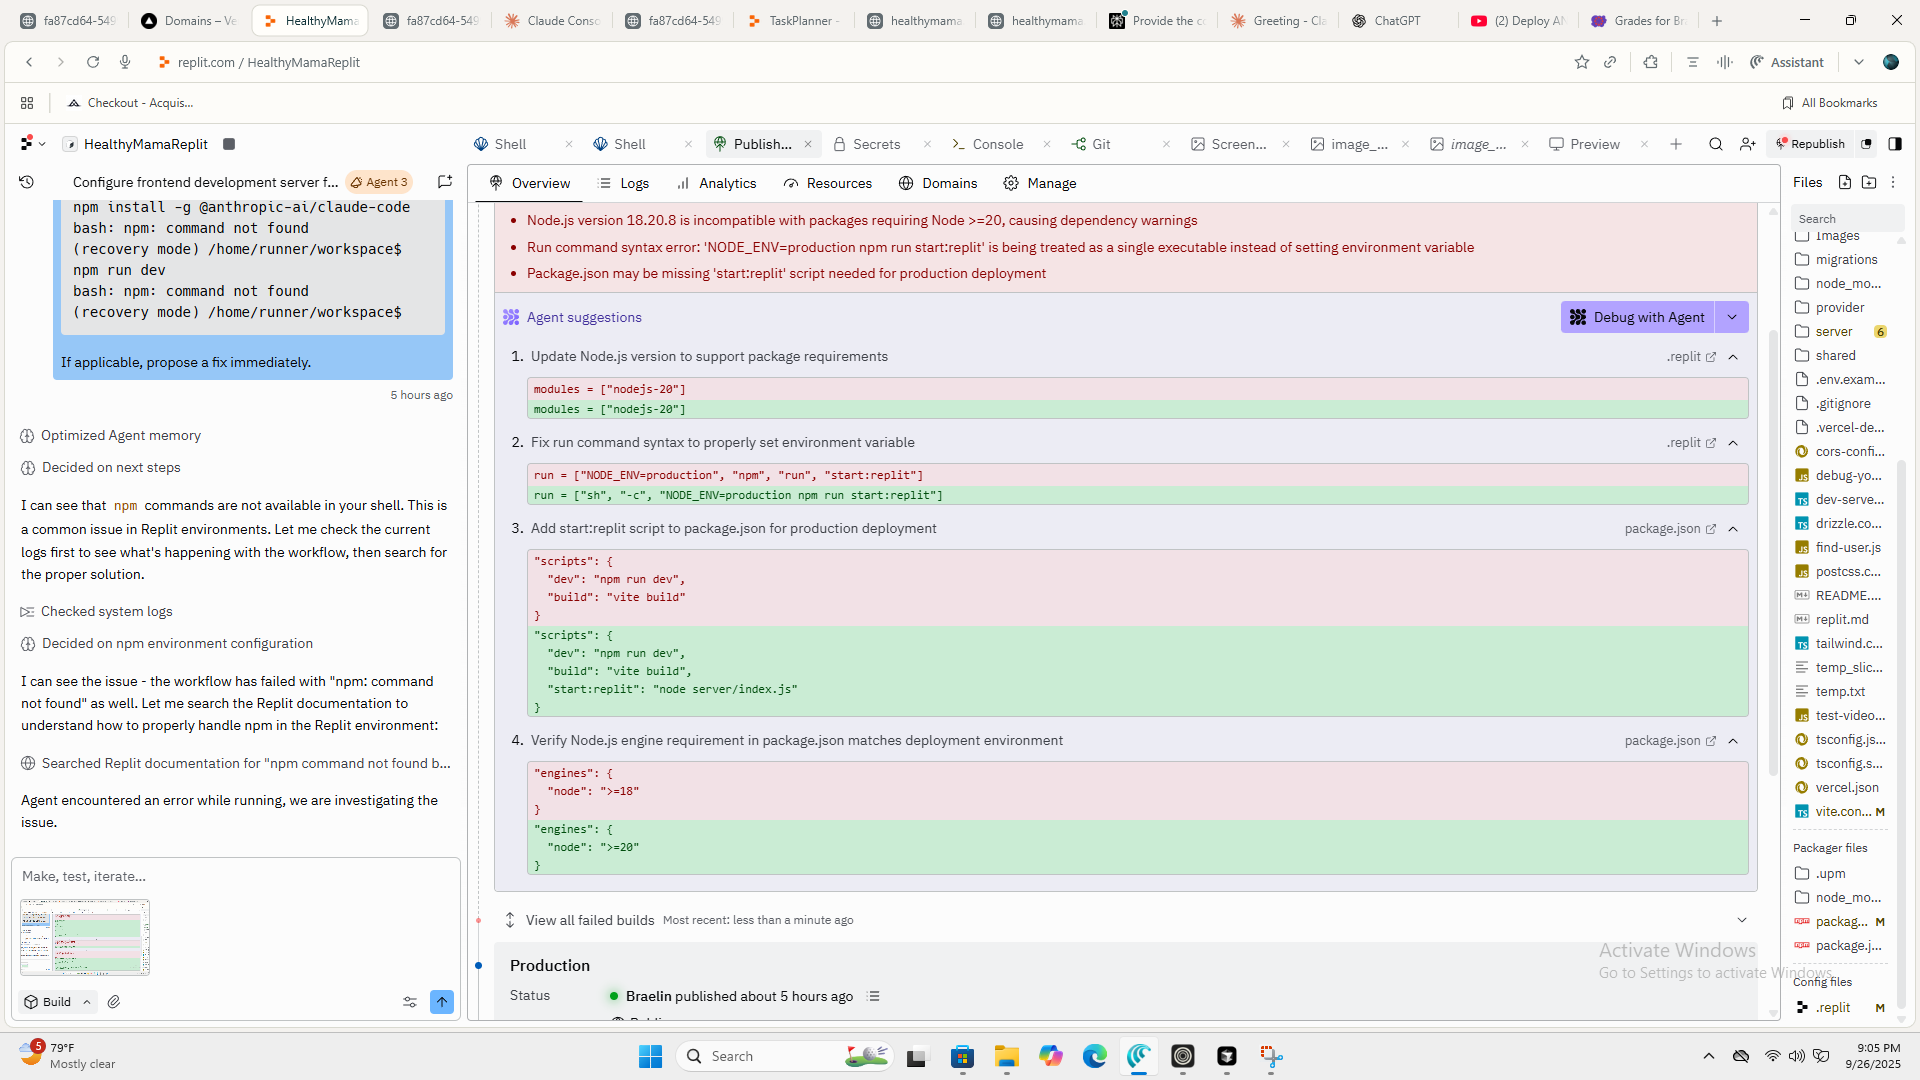 fa87cd64-549
Domains – Ve
HealthyMama
fa87cd64-549
Claude Conso
fa87cd64-549
TaskPlanner -
healthymama
healthymama
Provide the co
Greeting - Cla
ChatGPT
(2) Deploy AN
Grades for Br
replit.com / HealthyMamaReplit
Assistant
Checkout - Acquis...
All Bookmarks
HealthyMamaReplit
Shell
Shell
Publish...
Secrets
Console
Git
Screen...
image_...
image_...
Preview
Republish
Configure frontend development server f...
Agent 3
Overview
Logs
Analytics
Resources
Domains
Manage
Files
Search
npm install -g @anthropic-ai/claude-code
bash: npm: command not found
(recovery mode) /home/runner/workspace$
npm run dev
bash: npm: command not found
(recovery mode) /home/runner/workspace$
If applicable, propose a fix immediately.
5 hours ago
Optimized Agent memory
Decided on next steps
I can see that npm commands are not available in your shell. This is
a common issue in Replit environments. Let me check the current
logs first to see what's happening with the workflow, then search for
the proper solution.
Checked system logs
Decided on npm environment configuration
I can see the issue - the workflow has failed with "npm: command
not found" as well. Let me search the Replit documentation to
understand how to properly handle npm in the Replit environment:
Searched Replit documentation for "npm command not found b...
Agent encountered an error while running, we are investigating the
issue.
Make, test, iterate...
Build
Node.js version 18.20.8 is incompatible with packages requiring Node >=20, causing dependency warnings
Run command syntax error: 'NODE_ENV=production npm run start:replit' is being treated as a single executable instead of setting environment variable
Package.json may be missing 'start:replit' script needed for production deployment
Agent suggestions
Debug with Agent
1. Update Node.js version to support package requirements
.replit
modules = ["nodejs-20"]
modules = ["nodejs-20"]
2. Fix run command syntax to properly set environment variable
.replit
run = ["NODE_ENV=production", "npm", "run", "start:replit"]
run = ["sh", "-c", "NODE_ENV=production npm run start:replit"]
3. Add start:replit script to package.json for production deployment
package.json
"scripts": {
"dev": "npm run dev",
"build": "vite build"
}
"scripts": {
"dev": "npm run dev",
"build": "vite build",
"start:replit": "node server/index.js"
}
4. Verify Node.js engine requirement in package.json matches deployment environment
package.json
"engines": {
"node": ">=18"
}
"engines": {
"node": ">=20"
}
View all failed builds
Most recent: less than a minute ago
Production
Status
Braelin published about 5 hours ago
Images
migrations
node_mo...
provider
server
6
shared
.env.exam...
.gitignore
.vercel-de...
cors-confi...
debug-yo...
dev-serve...
drizzle.co...
find-user.js
postcss.c...
README....
replit.md
tailwind.c...
temp_slic...
temp.txt
test-video...
tsconfig.js...
tsconfig.s...
vercel.json
vite.con... M
Packager files
.upm
node_mo...
packag... M
package.j...
Config files
.replit M
Activate Windows
Go to Settings to activate Windows.
5
79°F
Mostly clear
Search
9:05 PM
9/26/2025